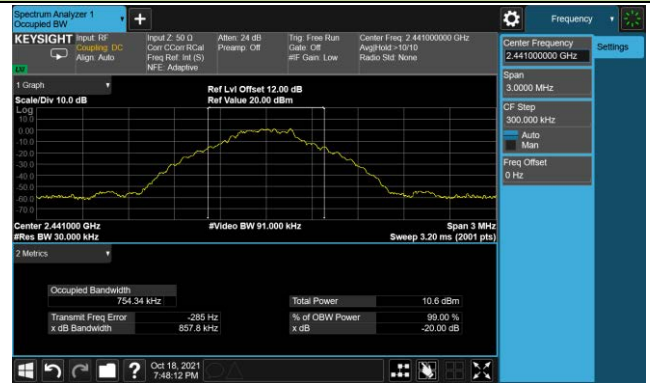 Spectrum Analyzer 1
Occupied BW
Frequency
KEYSIGHT
Input: RF
Coupling: DC
Align: Auto
Input Z: 50 Ω
Corr CCorr RCal
Freq Ref: Int (S)
NFE: Adaptive
Atten: 24 dB
Preamp: Off
Trig: Free Run
Gate: Off
#IF Gain: Low
Center Freq: 2.441000000 GHz
Avg|Hold >10/10
Radio Std: None
1 Graph
Scale/Div 10.0 dB
Ref Lvl Offset 12.00 dB
Ref Value 20.00 dBm
Log
10.0
0.00
-10.0
-20.0
-30.0
-40.0
-50.0
-60.0
-70.0
Center 2.441000 GHz
#Video BW 91.000 kHz
Span 3 MHz
#Res BW 30.000 kHz
Sweep 3.20 ms (2001 pts)
2 Metrics
Occupied Bandwidth
754.34 kHz
Total Power 10.6 dBm
Transmit Freq Error -285 Hz
% of OBW Power 99.00 %
x dB Bandwidth 857.8 kHz
x dB -20.00 dB
Oct 18, 2021
7:48:12 PM
Center Frequency
2.441000000 GHz
Settings
Span
3.0000 MHz
CF Step
300.000 kHz
Auto
Man
Freq Offset
0 Hz